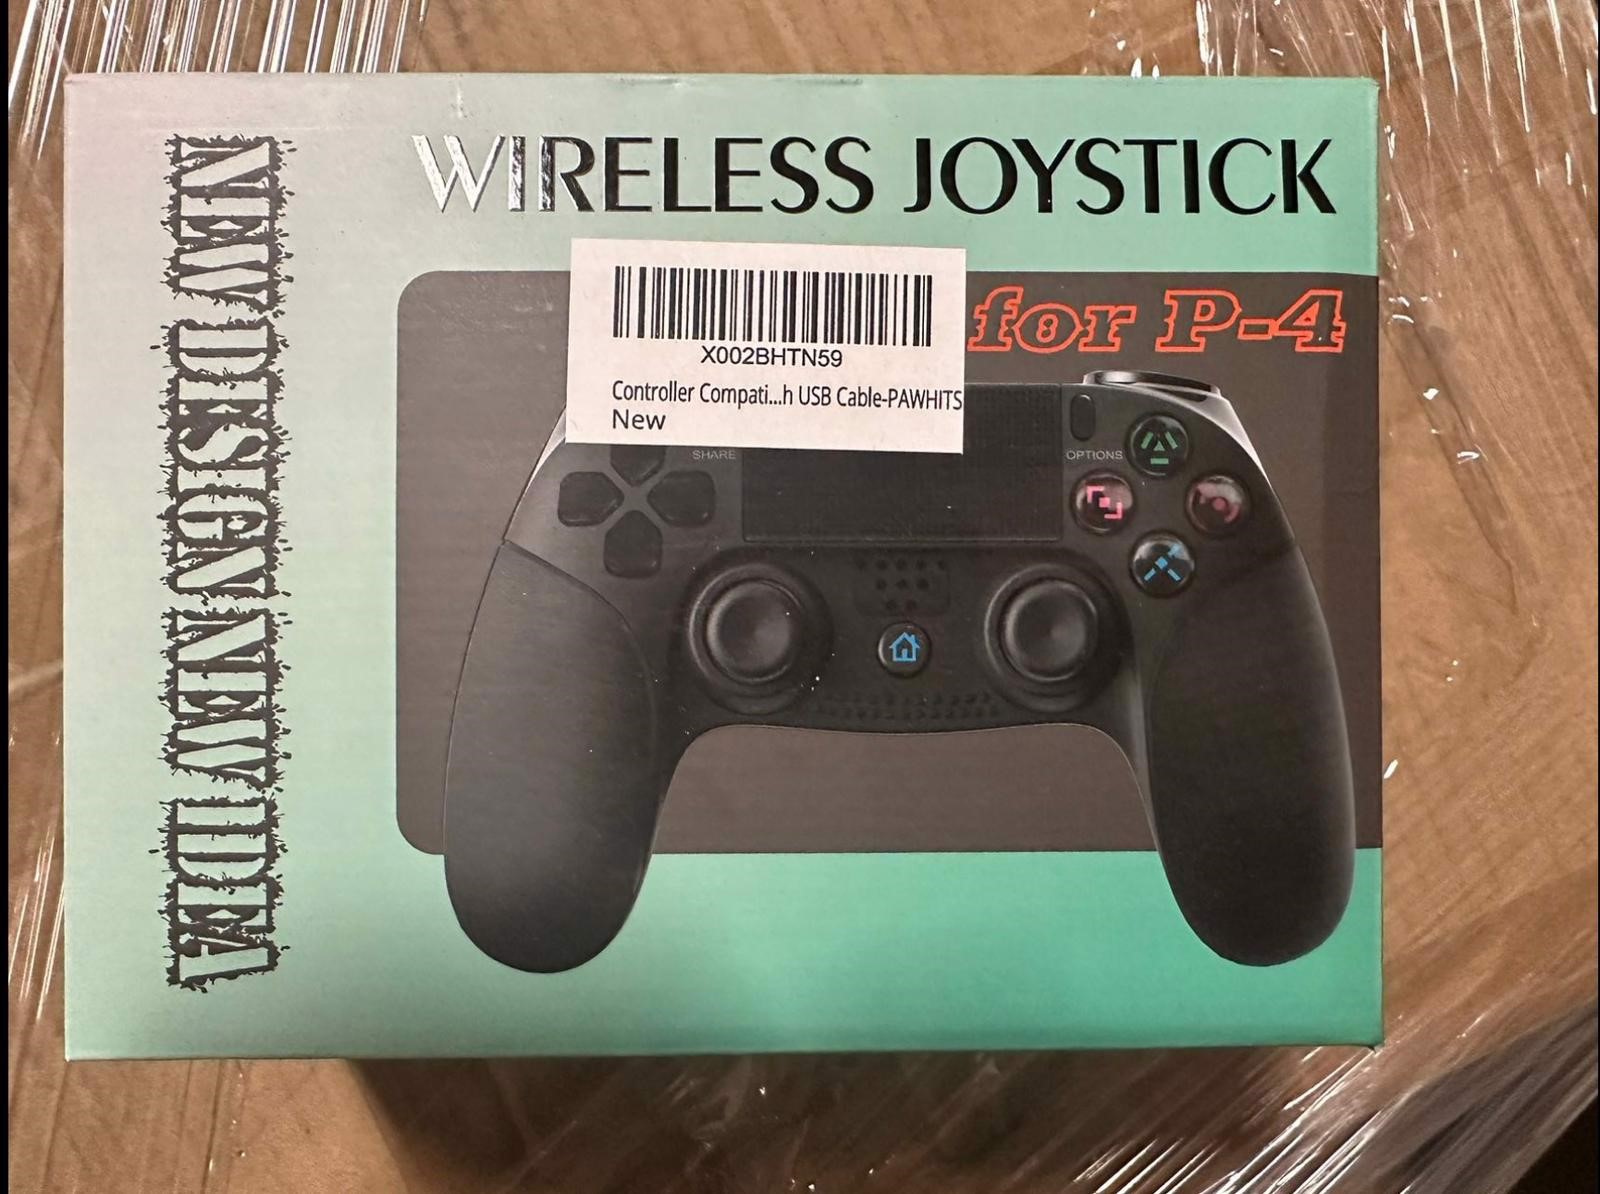 WIRELESS JOYSTICK
for P-4
X002BHTN59
Controller Compati...h USB Cable-PAWHITS
New
SHARE
OPTIONS
NEW DESIGN NEW IDEA